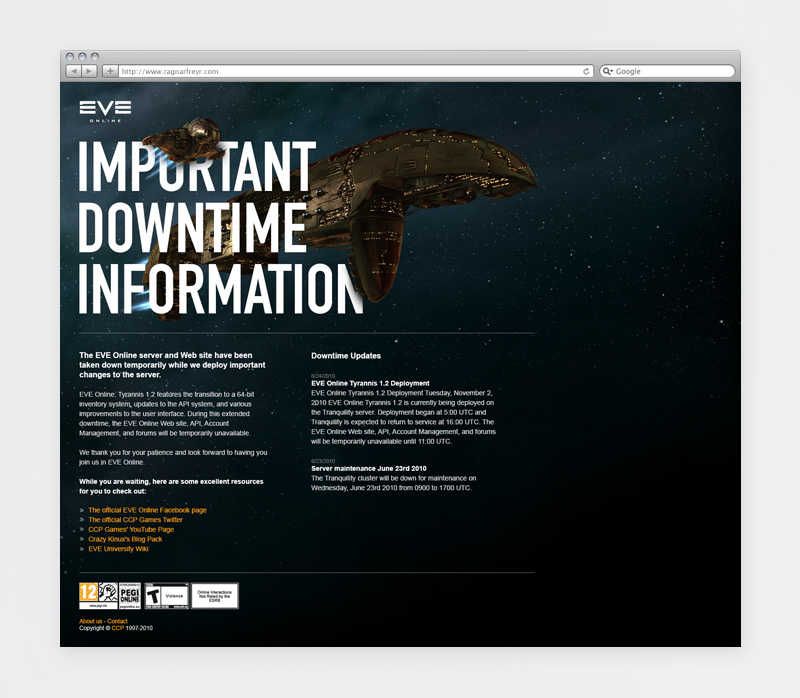 http://www.ragnarfreyr.com
Google
EVE
ONLINE
IMPORTANT
DOWNTIME
INFORMATION
The EVE Online server and Web site have been
taken down temporarily while we deploy important
changes to the server.
EVE Online: Tyrannis 1.2 features the transition to a 64-bit
inventory system, updates to the API system, and various
improvements to the user interface. During this extended
downtime, the EVE Online Web site, API, Account
Management, and forums will be temporarily unavailable.
We thank you for your patience and look forward to having you
join us in EVE Online.
While you are waiting, here are some excellent resources
for you to check out:
» The official EVE Online Facebook page
» The official CCP Games Twitter
» CCP Games' YouTube Page
» Crazy Kinux's Blog Pack
» EVE University Wiki
Downtime Updates
6/24/2010
EVE Online Tyrannis 1.2 Deployment
EVE Online Tyrannis 1.2 Deployment Tuesday, November 2,
2010 EVE Online Tyrannis 1.2 is currently being deployed on
the Tranquility server. Deployment began at 5:00 UTC and
Tranquility is expected to return to service at 16:00 UTC. The
EVE Online Web site, API, Account Management, and forums
will be temporarily unavailable until 11:00 UTC.
6/23/2010
Server maintenance June 23rd 2010
The Tranquility cluster will be down for maintenance on
Wednesday, June 23rd 2010 from 0900 to 1700 UTC.
12
www.pegi.info
PEGI
ONLINE
pegionline.eu
T
Violence
Online Interactions
Not Rated by the
ESRB
About us - Contact
Copyright © CCP 1997-2010